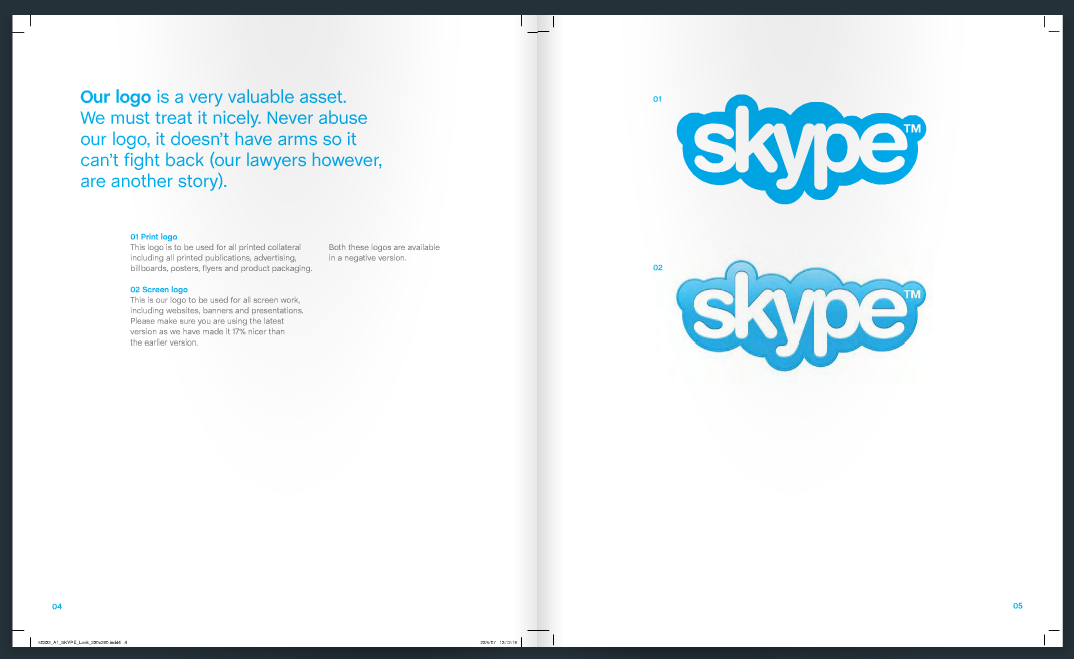 Our logo is a very valuable asset.
We must treat it nicely. Never abuse
our logo, it doesn't have arms so it
can't fight back (our lawyers however,
are another story).
01 Print logo
This logo is to be used for all printed collateral
including all printed publications, advertising,
billboards, posters, flyers and product packaging.
02 Screen logo
This is our logo to be used for all screen work,
including websites, banners and presentations.
Please make sure you are using the latest
version as we have made it 17% nicer than
the earlier version.
Both these logos are available
in a negative version.
04
01
skype™
02
skype™
05